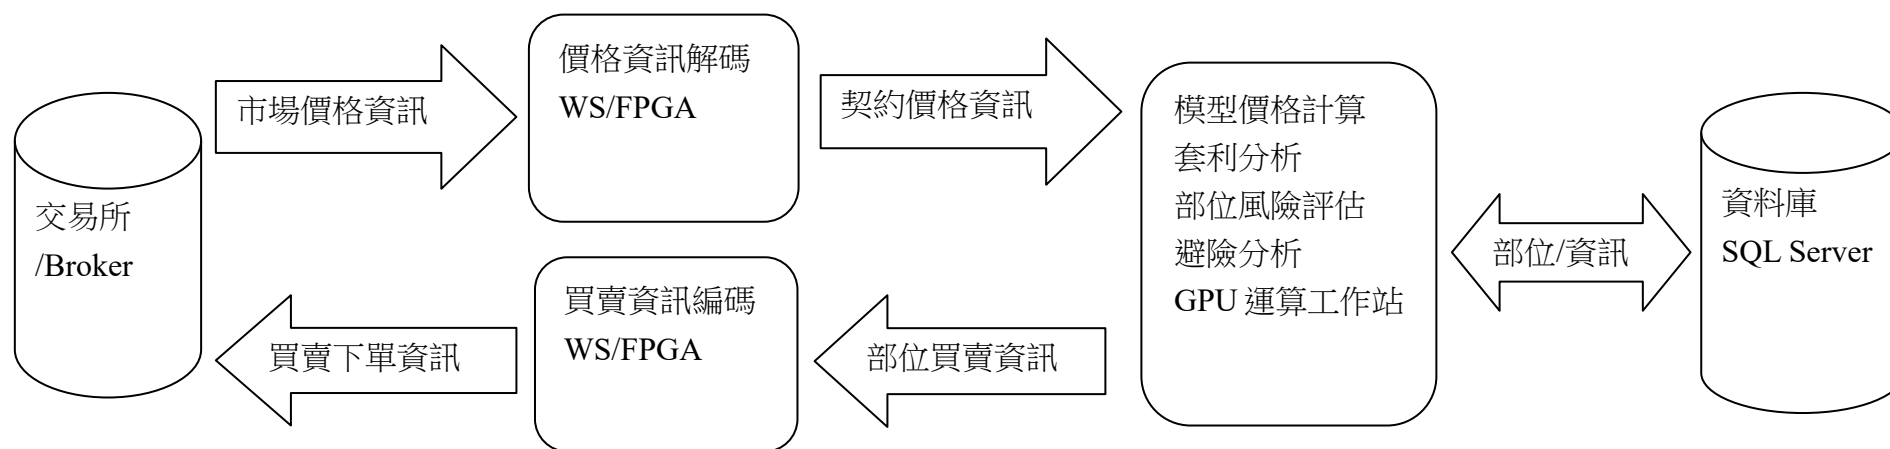 交易所
/Broker
市場價格資訊
價格資訊解碼
WS/FPGA
契約價格資訊
模型價格計算
套利分析
部位風險評估
避險分析
GPU 運算工作站
部位/資訊
資料庫
SQL Server
部位買賣資訊
買賣資訊編碼
WS/FPGA
買賣下單資訊